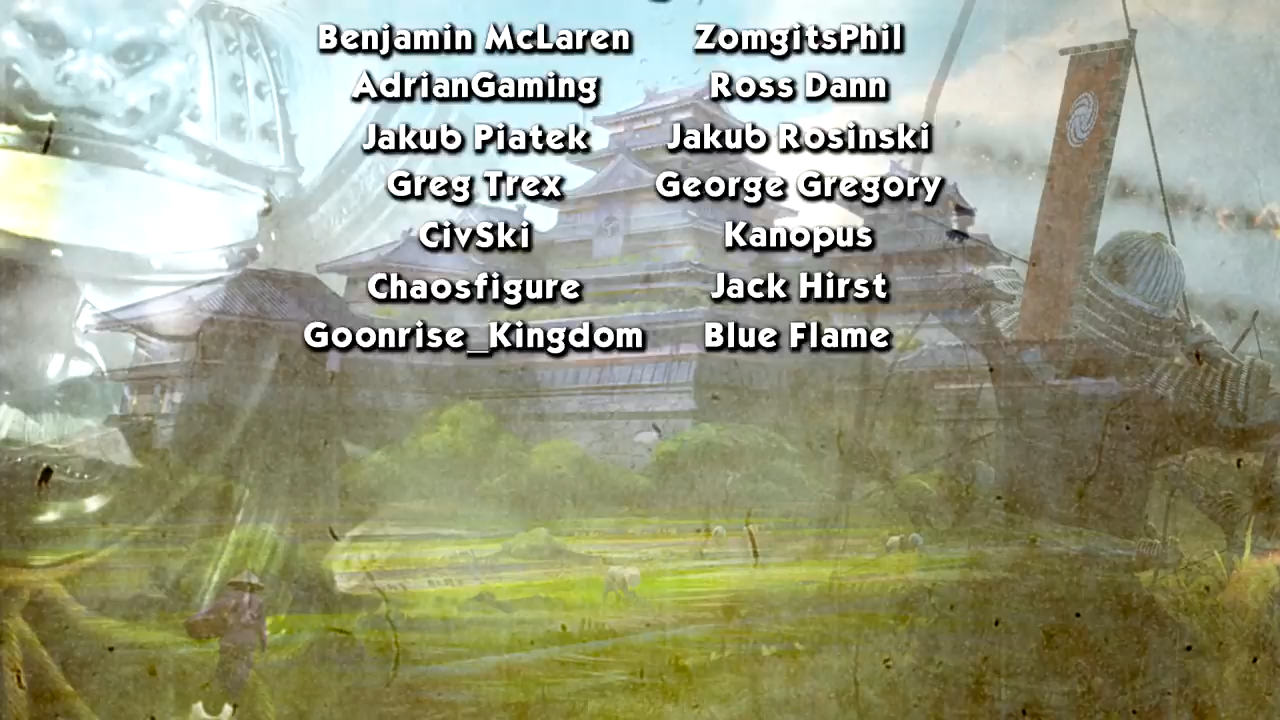 Benjamin McLaren ZomgitsPhil
AdrianGaming Ross Dann
Jakub Piatek Jakub Rosinski
Greg Trex George Gregory
CivSki Kanopus
Chaosfigure Jack Hirst
Goonrise_Kingdom Blue Flame